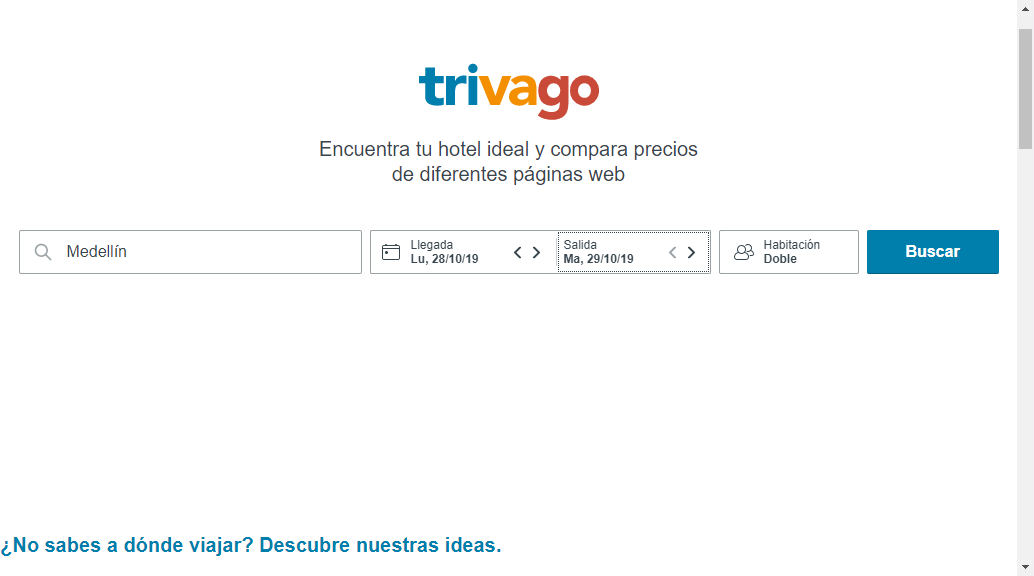 trivago
Encuentra tu hotel ideal y compara precios
de diferentes páginas web
Medellín
Llegada
Lu, 28/10/19
Salida
Ma, 29/10/19
Habitación
Doble
Buscar
¿No sabes a dónde viajar? Descubre nuestras ideas.